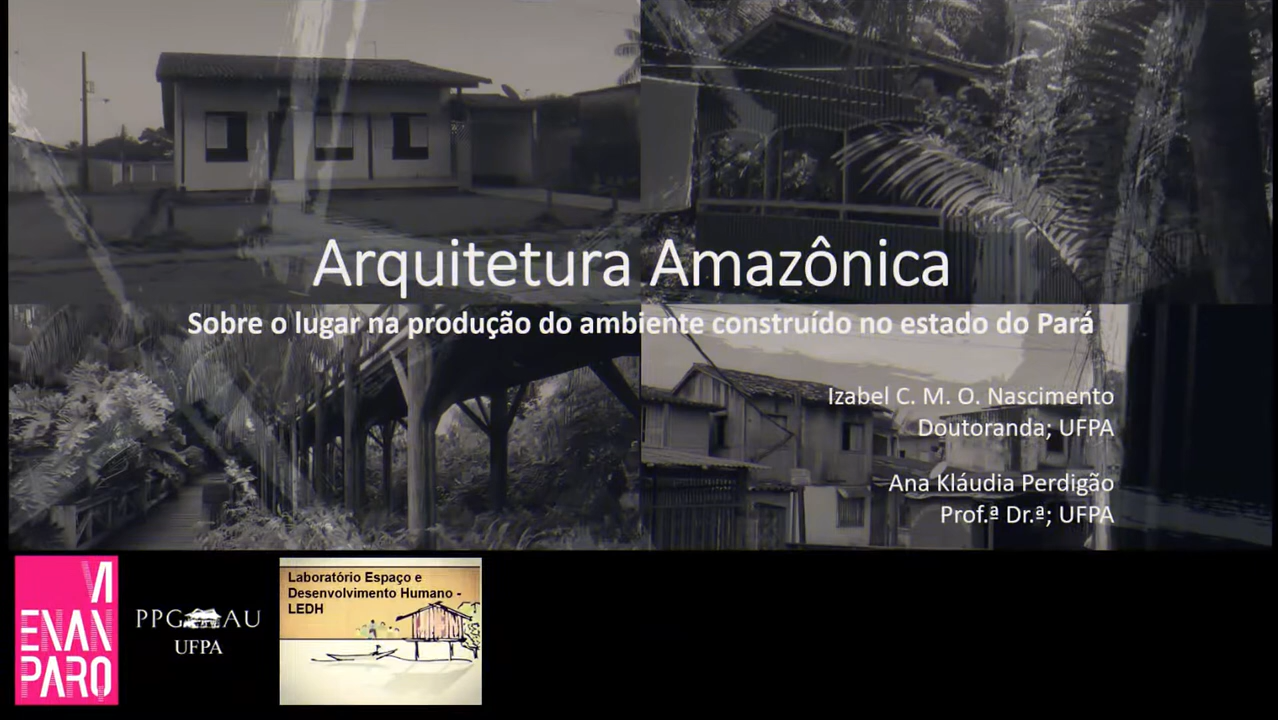 Arquitetura Amazônica
Sobre o lugar na produção do ambiente construído no estado do Pará
Izabel C. M. O. Nascimento
Doutoranda; UFPA
Ana Kláudia Perdigão
Prof.ª Dr.ª; UFPA
VI
ENAN
PARQ
PPG AU
UFPA
Laboratório Espaço e
Desenvolvimento Humano -
LEDH